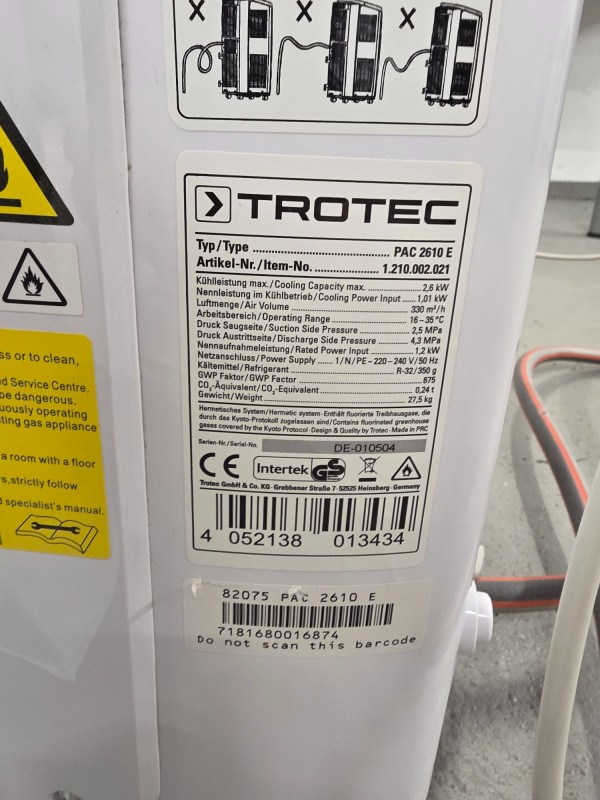 TROTEC
Typ/Type ................................................ PAC 2610 E
Artikel-Nr./Item-No. ...................... 1.210.002.021
Kühlleistung max./Cooling Capacity max. ................... 2,6 kW
Nennleistung im Kühlbetrieb/Cooling Power Input ..... 1,01 kW
Luftmenge/Air Volume ................................................ 330 m³/h
Arbeitsbereich/Operating Range ........................... 16 – 35 °C
Druck Saugseite/Suction Side Pressure .................... 2,5 MPa
Druck Austrittseite/Discharge Side Pressure ............. 4,3 MPa
Nennaufnahmeleistung/Rated Power Input ................ 1,2 kW
Netzanschluss/Power Supply ..... 1/N/PE~220–240 V/50 Hz
Kältemittel/Refrigerant ..................................... R-32/350 g
GWP Faktor/GWP Factor ............................................ 675
CO₂-Äquivalent/CO₂-Equivalent ............................... 0,24 t
Gewicht/Weight .................................................... 27,5 kg
Hermetisches System/Hermetic system · Enthält fluorierte Treibhausgase, die
durch das Kyoto-Protokoll zugelassen sind/Contains fluorinated greenhouse
gases covered by the Kyoto Protocol · Design & Quality by Trotec · Made in PRC
Serien-Nr./Serial-No. DE-010504
CE Intertek GS
Trotec GmbH & Co. KG · Grebbener Straße 7 · 52525 Heinsberg · Germany
4 052138 013434
82075 PAC 2610 E
7181680016874
Do not scan this barcode
ss or to clean,
ed Service Centre.
be dangerous.
uously operating
ting gas appliance
a room with a floor
s,strictly follow
d specialist's manual.